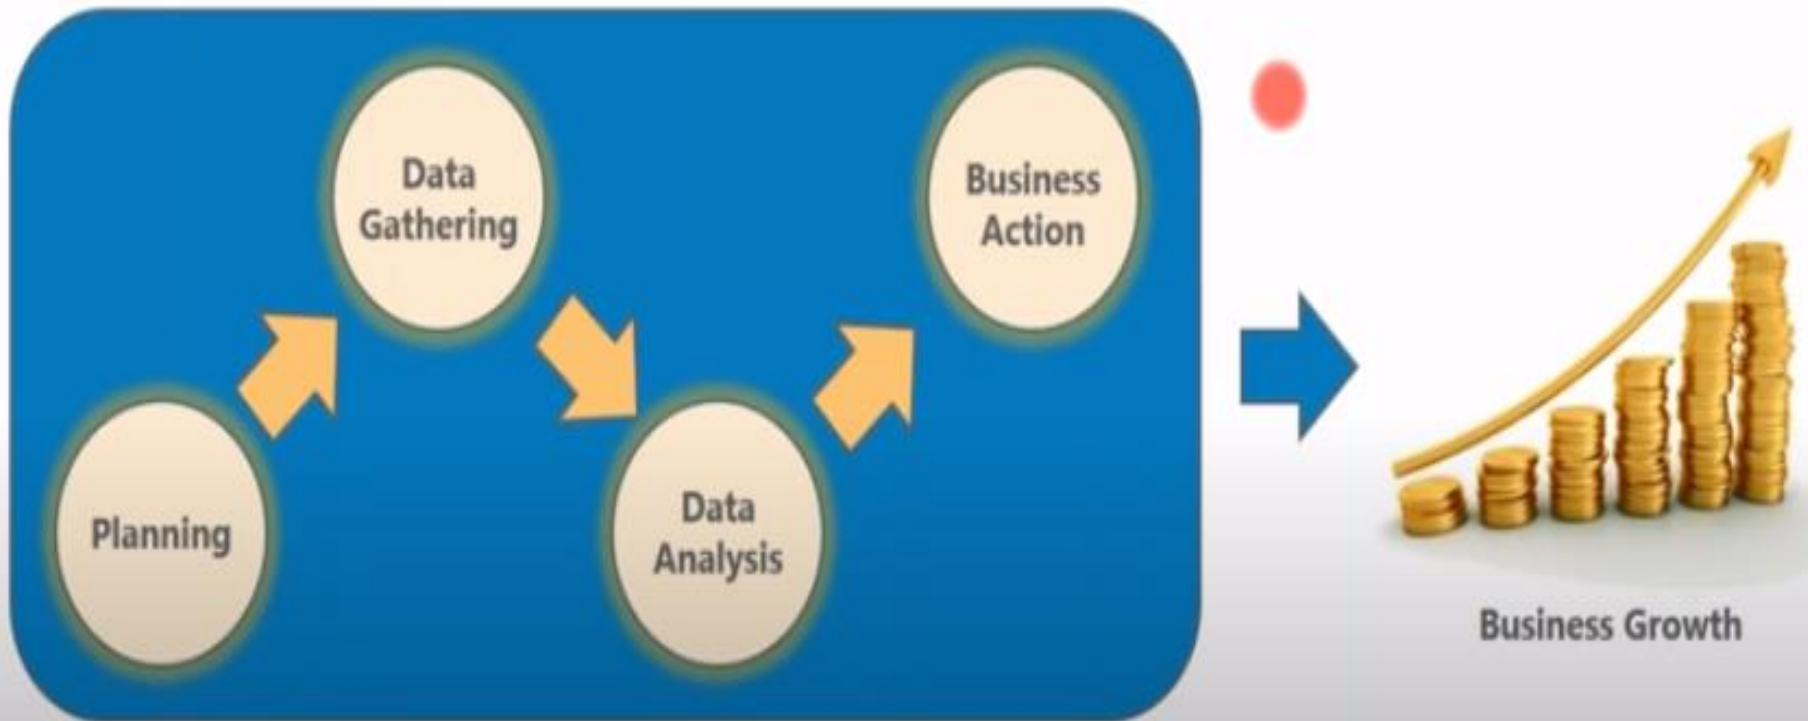 Planning
Data
Gathering
Data
Analysis
Business
Action
Business Growth